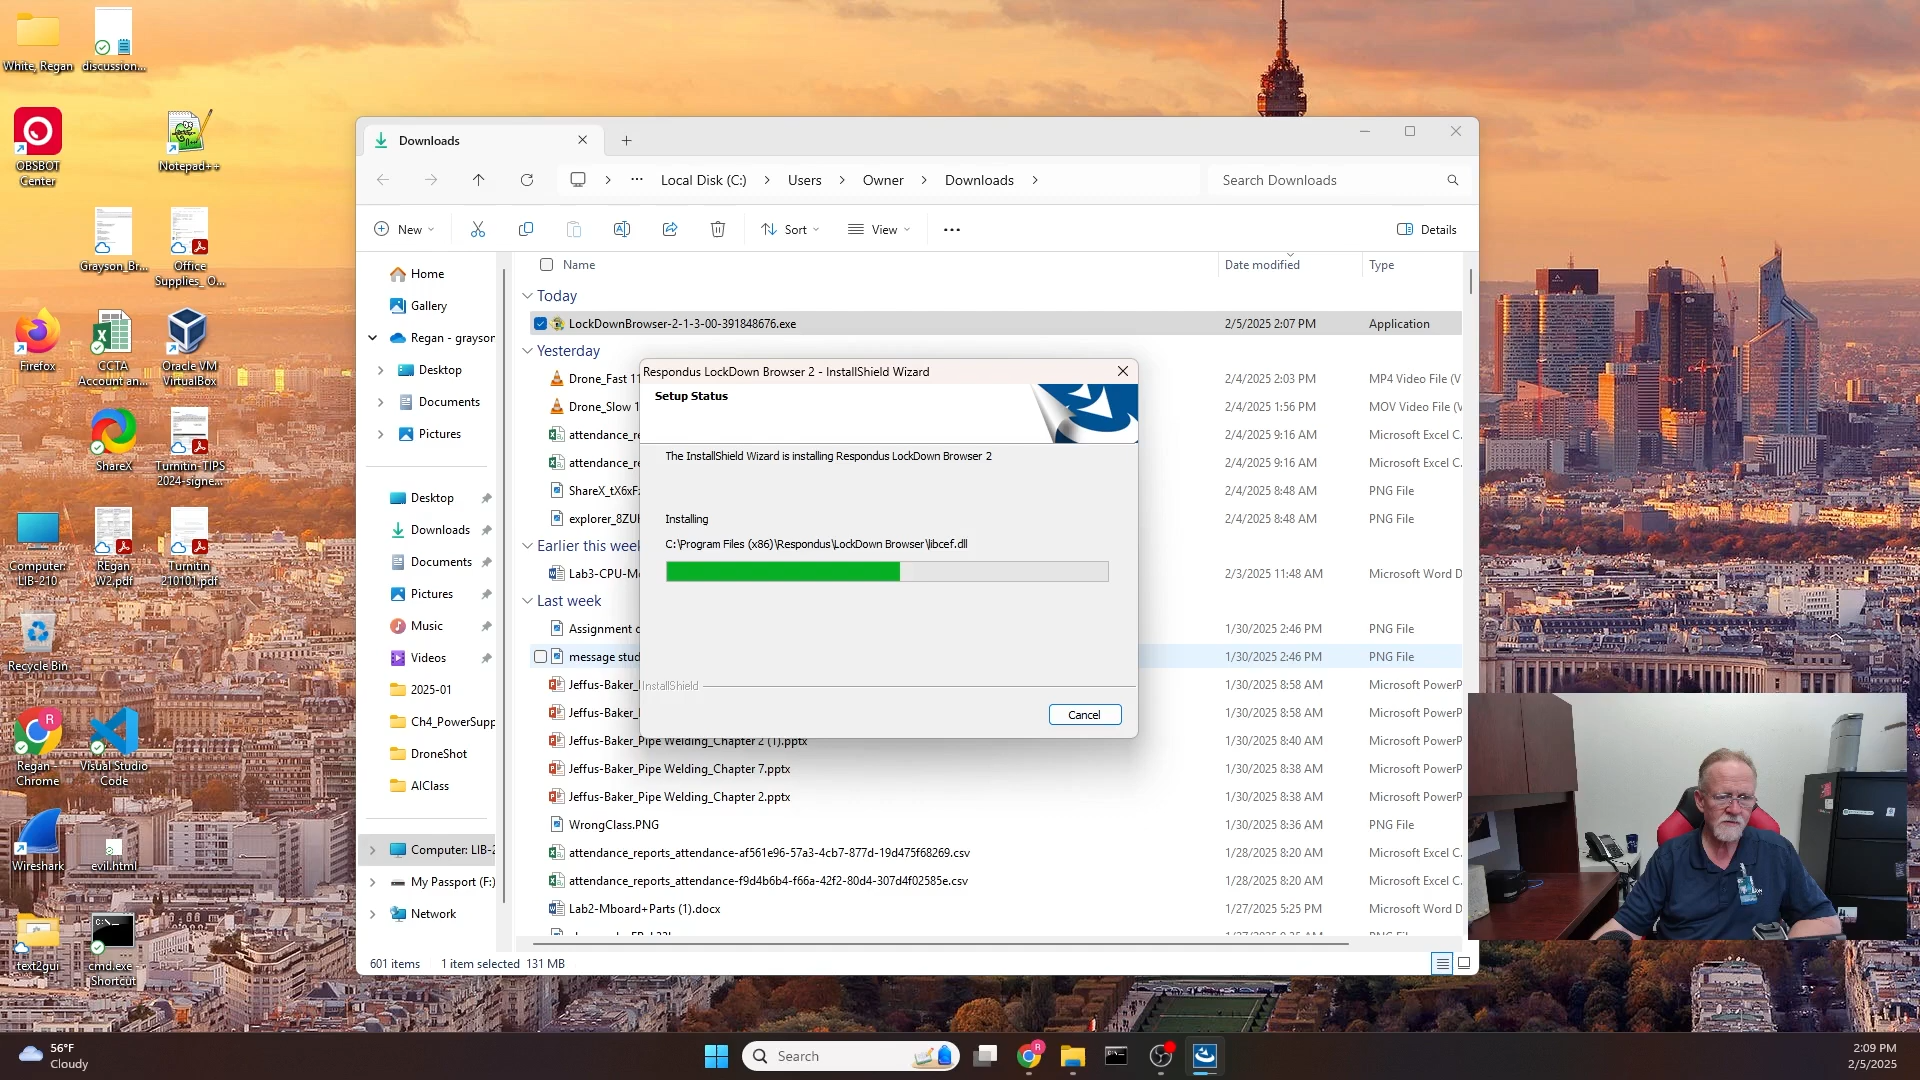 White, Regan
discussion...
OBSBOT
Center
Notepad++
Grayson_Br...
Office
Supplies_ O...
Firefox
CCTA
Account an...
Oracle VM
VirtualBox
ShareX
Turnitin-TIPS
2024-signe...
Computer:
LIB-210
REgan
W2.pdf
Turnitin
210101.pdf
Recycle Bin
Regan -
Chrome
Visual Studio
Code
Wireshark
evil.html
text2gui
cmd.exe -
Shortcut
Downloads
Local Disk (C:)
Users
Owner
Downloads
Search Downloads
New
Sort
View
Details
Home
Gallery
Regan - grayson
Desktop
Documents
Pictures
Desktop
Downloads
Documents
Pictures
Music
Videos
2025-01
Ch4_PowerSupp
DroneShot
AIClass
Computer: LIB-2
My Passport (F:)
Network
Name Date modified Type
Today
LockDownBrowser-2-1-3-00-391848676.exe 2/5/2025 2:07 PM Application
Yesterday
Drone_Fast 11 2/4/2025 2:03 PM MP4 Video File (V
Drone_Slow 1 2/4/2025 1:56 PM MOV Video File (V
attendance_re 2/4/2025 9:16 AM Microsoft Excel C.
attendance_re 2/4/2025 9:16 AM Microsoft Excel C.
ShareX_tX6xFz 2/4/2025 8:48 AM PNG File
explorer_8ZUH 2/4/2025 8:48 AM PNG File
Earlier this week
Lab3-CPU-Mo 2/3/2025 11:48 AM Microsoft Word D
Last week
Assignment c 1/30/2025 2:46 PM PNG File
message stud 1/30/2025 2:46 PM PNG File
Jeffus-Baker_ 1/30/2025 8:58 AM Microsoft PowerP
Jeffus-Baker_ 1/30/2025 8:58 AM Microsoft PowerP
Jeffus-Baker_Pipe Welding_Chapter 2 (1).pptx 1/30/2025 8:40 AM Microsoft PowerP
Jeffus-Baker_Pipe Welding_Chapter 7.pptx 1/30/2025 8:38 AM Microsoft PowerP
Jeffus-Baker_Pipe Welding_Chapter 2.pptx 1/30/2025 8:38 AM Microsoft PowerP
WrongClass.PNG 1/30/2025 8:36 AM PNG File
attendance_reports_attendance-af561e96-57a3-4cb7-877d-19d475f68269.csv 1/28/2025 8:20 AM Microsoft Excel C.
attendance_reports_attendance-f9d4b6b4-f66a-42f2-80d4-307d4f02585e.csv 1/28/2025 8:20 AM Microsoft Excel C.
Lab2-Mboard+Parts (1).docx 1/27/2025 5:25 PM Microsoft Word D
601 items 1 item selected 131 MB
Respondus LockDown Browser 2 - InstallShield Wizard
Setup Status
The InstallShield Wizard is installing Respondus LockDown Browser 2
Installing
C:\Program Files (x86)\Respondus\LockDown Browser\libcef.dll
InstallShield
Cancel
56°F
Cloudy
Search
2:09 PM
2/5/2025